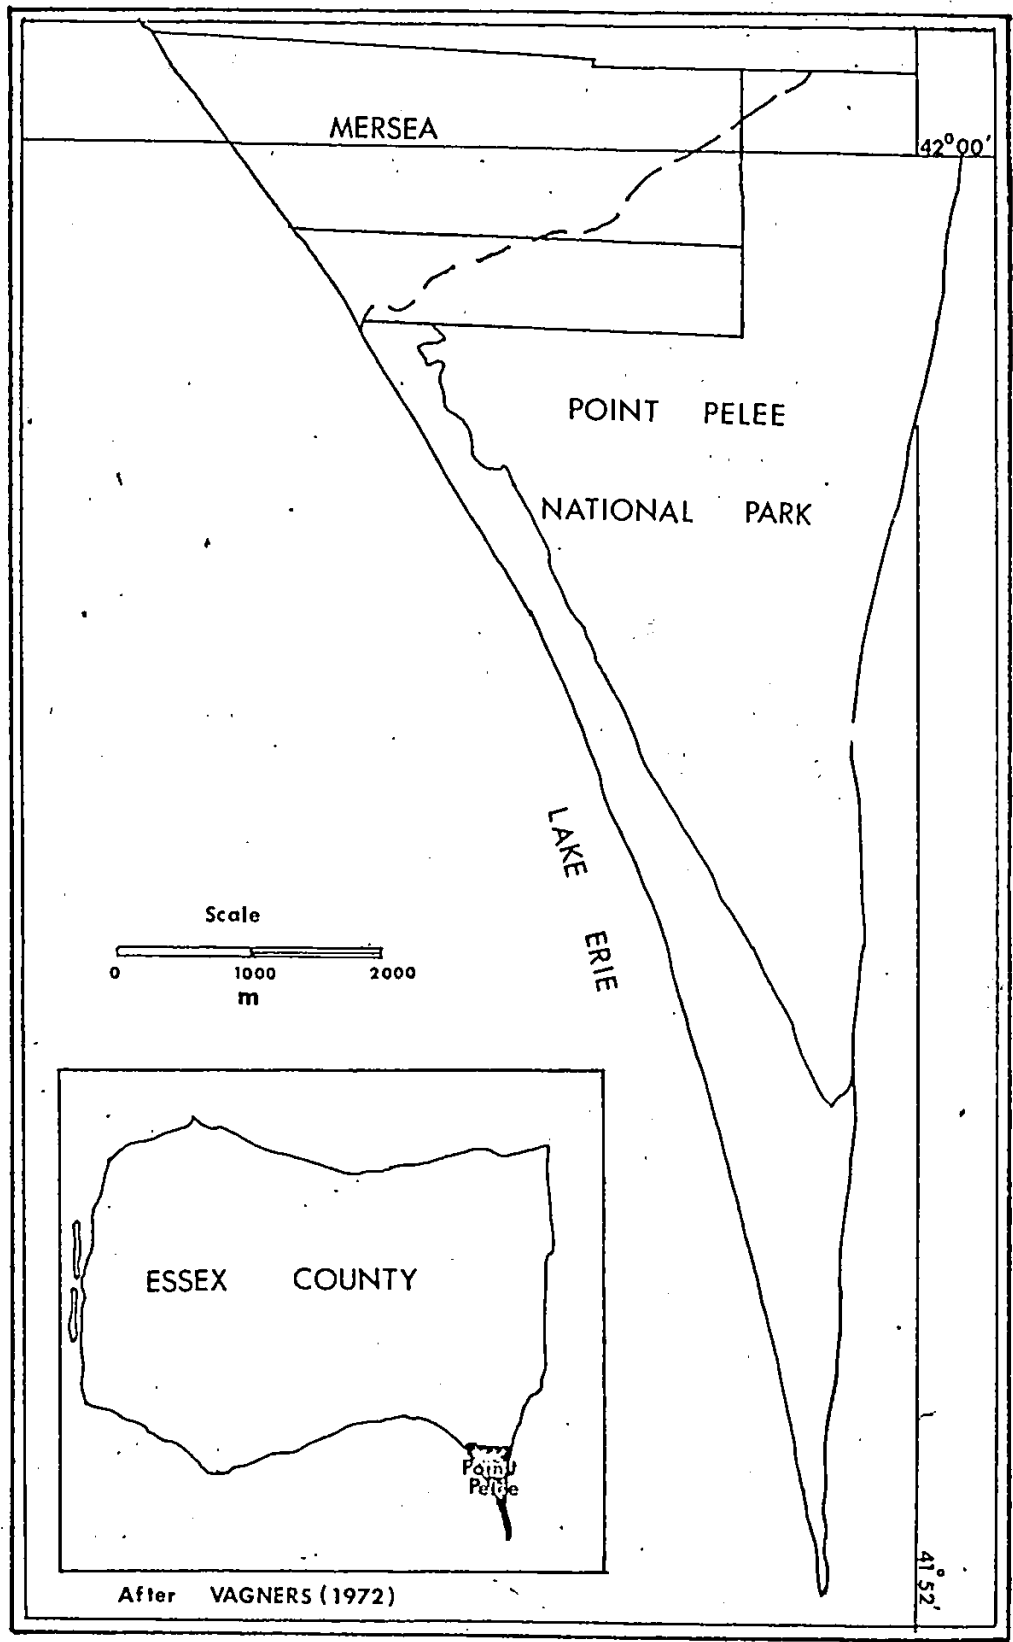 MERSEA
42°00'
POINT PELEE
NATIONAL PARK
LAKE ERIE
Scale
0 1000 2000
m
ESSEX COUNTY
Point
Pelee
After VAGNERS (1972)
41°52'